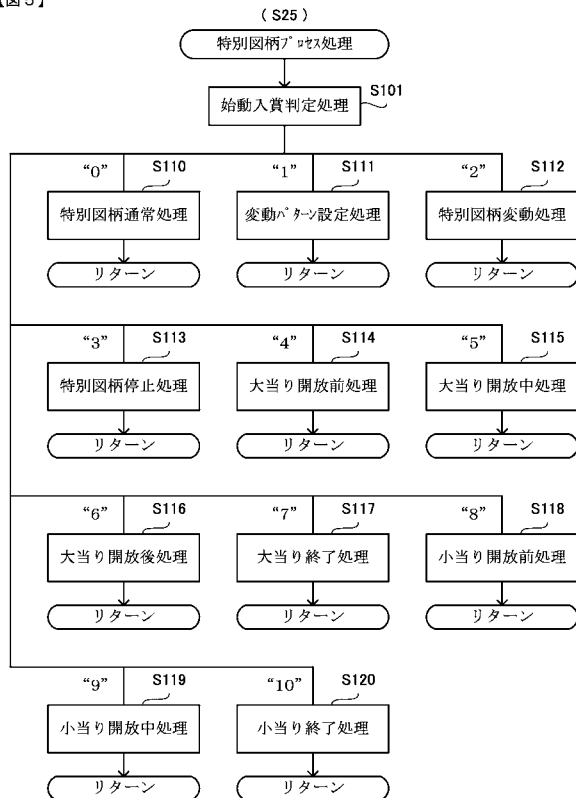 【図5】
(S25)
特別図柄プロセス処理
S101
始動入賞判定処理
“0” S110 “1” S111 “2” S112
特別図柄通常処理 変動パターン設定処理 特別図柄変動処理
リターン リターン リターン
“3” S113 “4” S114 “5” S115
特別図柄停止処理 大当り開放前処理 大当り開放中処理
リターン リターン リターン
“6” S116 “7” S117 “8” S118
大当り開放後処理 大当り終了処理 小当り開放前処理
リターン リターン リターン
“9” S119 “10” S120
小当り開放中処理 小当り終了処理
リターン リターン